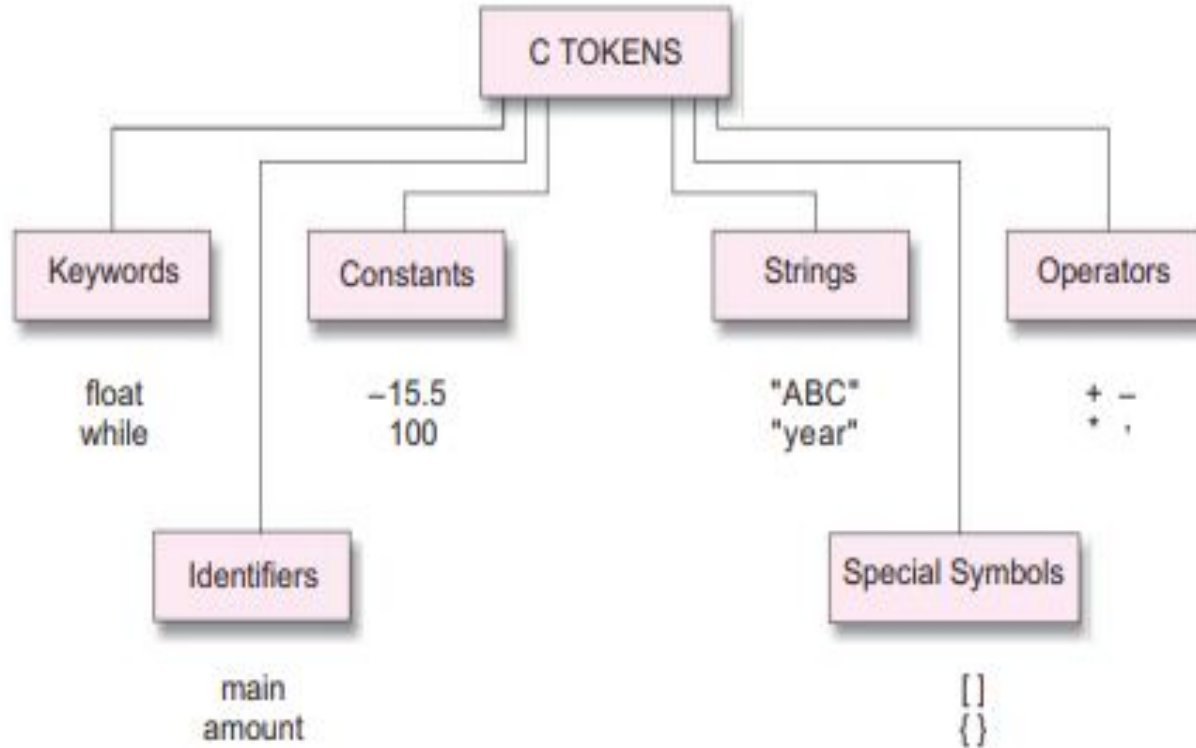 C TOKENS
Keywords
Constants
Strings
Operators
float
while
–15.5
100
"ABC"
"year"
+ –
* ,
Identifiers
Special Symbols
main
amount
[ ]
{ }